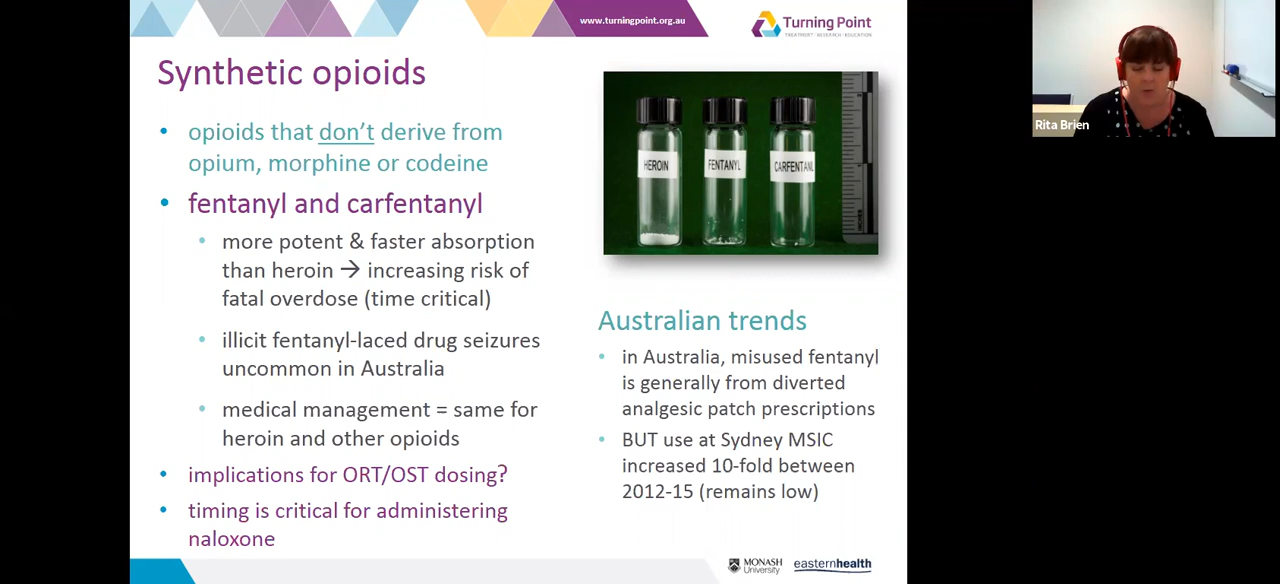 www.turningpoint.org.au
Turning Point
TREATMENT • RESEARCH • EDUCATION
Synthetic opioids
• opioids that don't derive from
opium, morphine or codeine
• fentanyl and carfentanyl
• more potent & faster absorption
than heroin → increasing risk of
fatal overdose (time critical)
• illicit fentanyl-laced drug seizures
uncommon in Australia
• medical management = same for
heroin and other opioids
• implications for ORT/OST dosing?
• timing is critical for administering
naloxone
HEROIN
FENTANYL
CARFENTANIL
Australian trends
• in Australia, misused fentanyl
is generally from diverted
analgesic patch prescriptions
• BUT use at Sydney MSIC
increased 10-fold between
2012-15 (remains low)
MONASH
University
easternhealth
Rita Brien